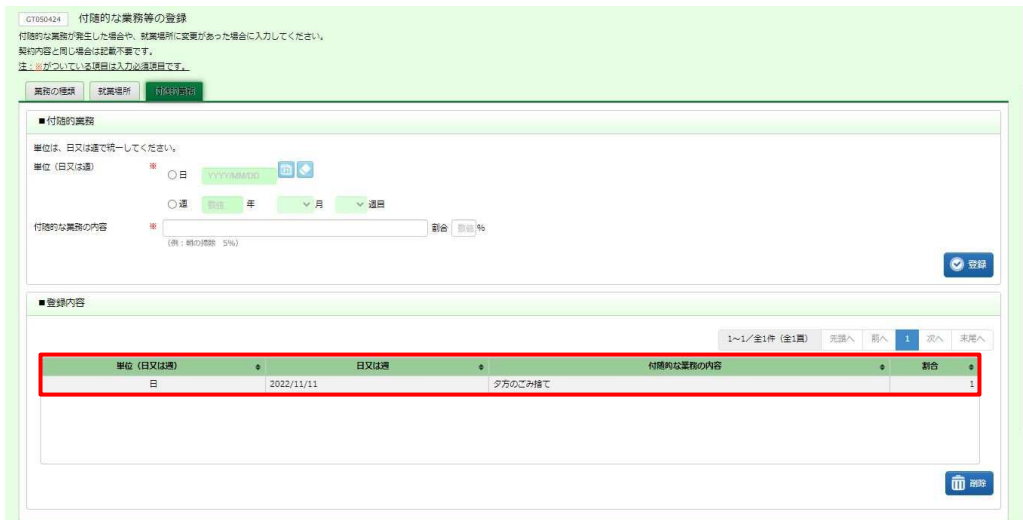 GT050424 付随的な業務等の登録
付随的な業務が発生した場合や、就業場所に変更があった場合に入力してください。
契約内容と同じ場合は記載不要です。
注：※がついている項目は入力必須項目です。
業務の種類 就業場所 付随的業務
■付随的業務
単位は、日又は週で統一してください。
単位（日又は週） ※ 日 YYYY/MM/DD
週 数値 年 月 週目
付随的な業務の内容 ※ 割合 数値 %
（例：朝の掃除 5%）
登録
■登録内容
1~1/全1件（全1頁） 先頭へ 前へ 1 次へ 末尾へ
単位（日又は週） 日又は週 付随的な業務の内容 割合
日 2022/11/11 夕方のごみ捨て 1
削除